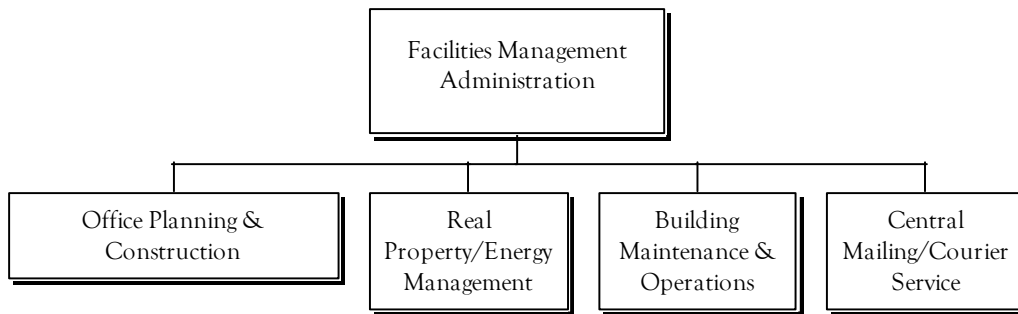 Facilities Management
Administration
Office Planning &
Construction
Real
Property/Energy
Management
Building
Maintenance &
Operations
Central
Mailing/Courier
Service